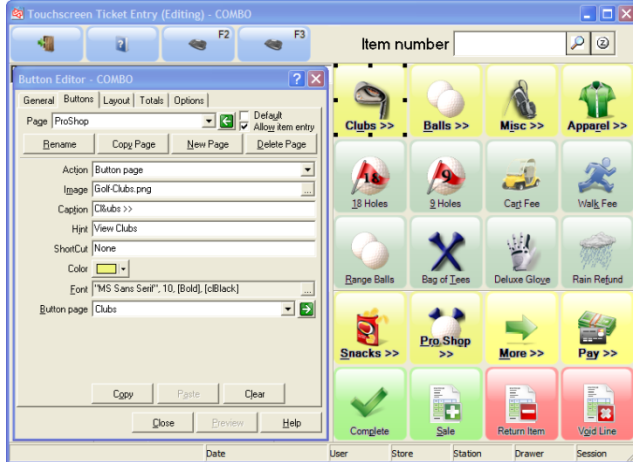 Touchscreen Ticket Entry (Editing) - COMBO
F2
F3
Item number
Button Editor - COMBO
General Buttons Layout Totals Options
Page ProShop
Default
Allow item entry
Rename Copy Page New Page Delete Page
Action Button page
Image Golf-Clubs.png ...
Caption Cl&ubs >>
Hint View Clubs
ShortCut None
Color
Font "MS Sans Serif", 10, [Bold], [clBlack] ...
Button page Clubs
Copy Paste Clear
Close Preview Help
Clubs >> Balls >> Misc >> Apparel >>
18 9
18 Holes 9 Holes Cart Fee Walk Fee
Range Balls Bag of Tees Deluxe Glove Rain Refund
Snacks >> Pro Shop >> More >> Pay >>
Complete Sale Return Item Void Line
Date User Store Station Drawer Session